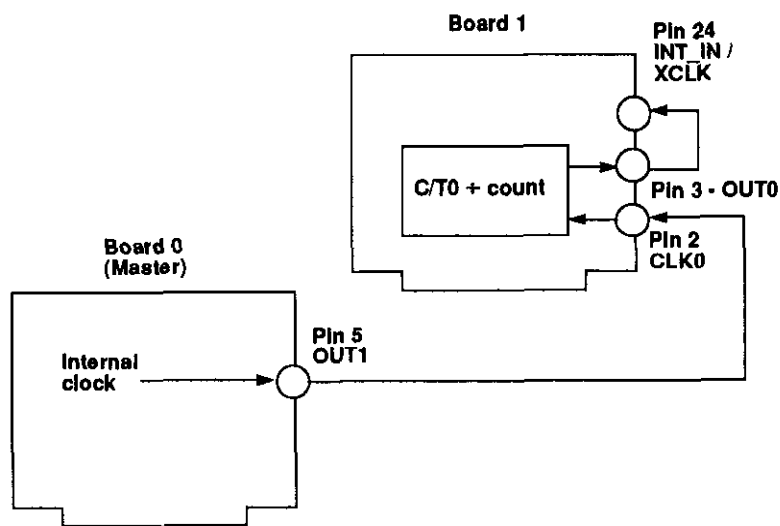 Board 1
Pin 24
INT_IN /
XCLK
C/T0 + count
Pin 3 - OUT0
Pin 2
CLK0
Board 0
(Master)
Pin 5
OUT1
Internal
clock